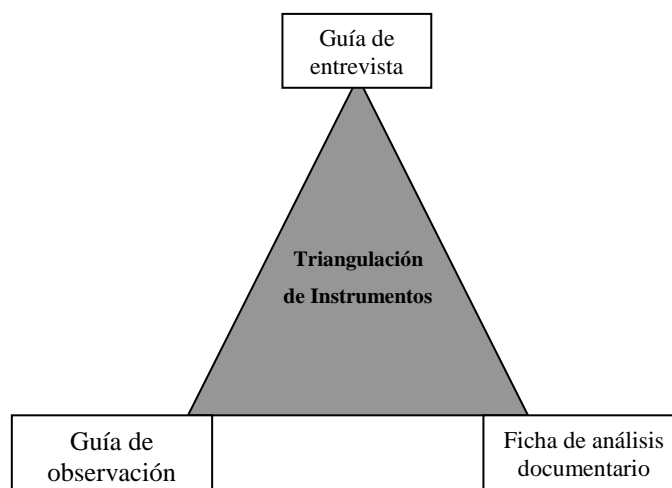 Guía de
entrevista
Triangulación
de Instrumentos
Guía de
observación
Ficha de análisis
documentario